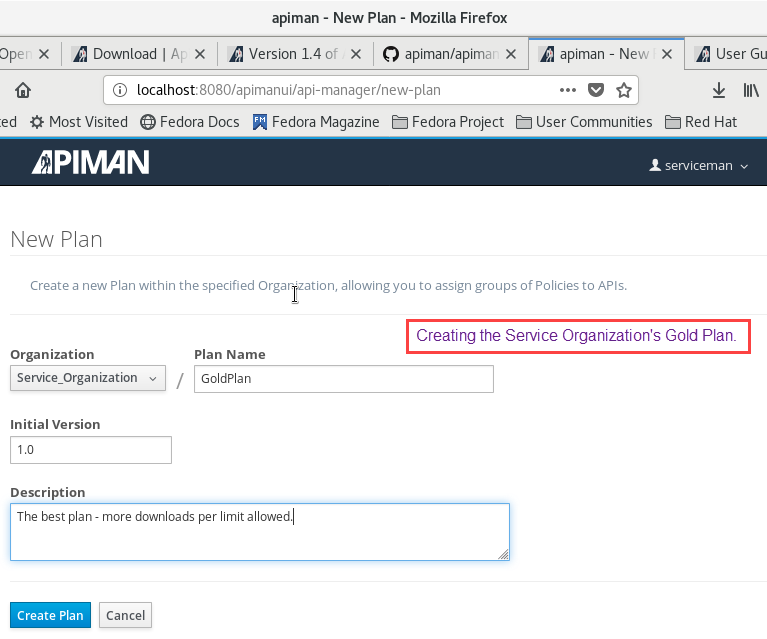 apiman - New Plan - Mozilla Firefox
Open
Download | Ap
Version 1.4 of
apiman/apiman
apiman - New
User Gu
localhost:8080/apimanui/api-manager/new-plan
ed Most Visited Fedora Docs FM Fedora Magazine Fedora Project User Communities Red Hat
APIMAN serviceman
New Plan
Create a new Plan within the specified Organization, allowing you to assign groups of Policies to APIs.
Creating the Service Organization's Gold Plan.
Organization Plan Name
Service_Organization / GoldPlan
Initial Version
1.0
Description
The best plan - more downloads per limit allowed.
Create Plan Cancel